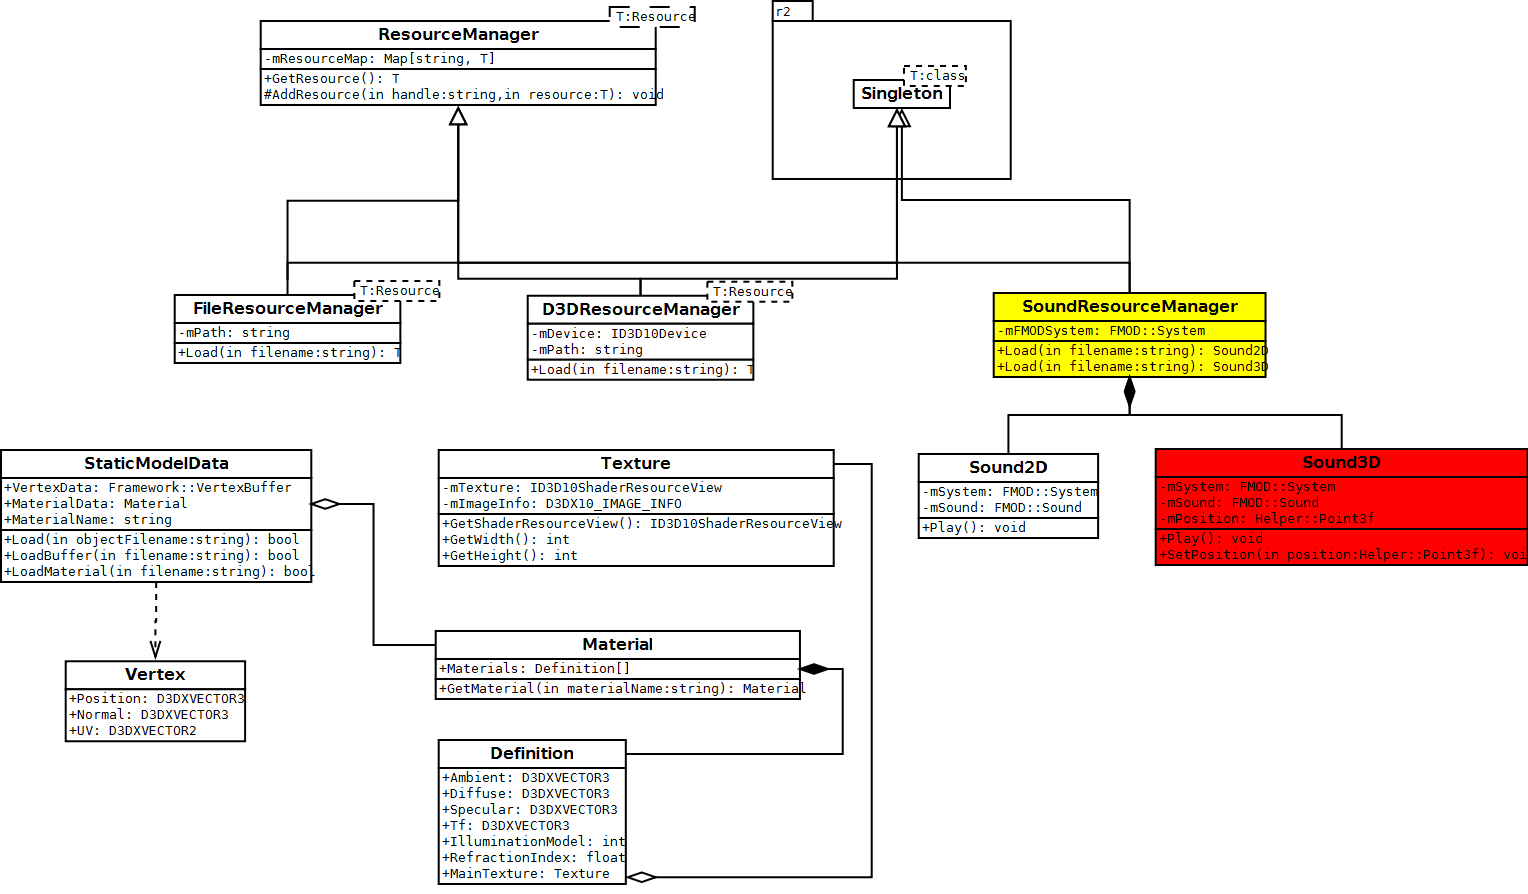 T:Resource
ResourceManager
-mResourceMap: Map[string, T]
+GetResource(): T
#AddResource(in handle:string,in resource:T): void
r2
T:class
Singleton
T:Resource
FileResourceManager
-mPath: string
+Load(in filename:string): T
T:Resource
D3DResourceManager
-mDevice: ID3D10Device
-mPath: string
+Load(in filename:string): T
SoundResourceManager
-mFMODSystem: FMOD::System
+Load(in filename:string): Sound2D
+Load(in filename:string): Sound3D
StaticModelData
+VertexData: Framework::VertexBuffer
+MaterialData: Material
+MaterialName: string
+Load(in objectFilename:string): bool
+LoadBuffer(in filename:string): bool
+LoadMaterial(in filename:string): bool
Texture
-mTexture: ID3D10ShaderResourceView
-mImageInfo: D3DX10_IMAGE_INFO
+GetShaderResourceView(): ID3D10ShaderResourceView
+GetWidth(): int
+GetHeight(): int
Sound2D
-mSystem: FMOD::System
-mSound: FMOD::Sound
+Play(): void
Sound3D
-mSystem: FMOD::System
-mSound: FMOD::Sound
-mPosition: Helper::Point3f
+Play(): void
+SetPosition(in position:Helper::Point3f): voi
Vertex
+Position: D3DXVECTOR3
+Normal: D3DXVECTOR3
+UV: D3DXVECTOR2
Material
+Materials: Definition[]
+GetMaterial(in materialName:string): Material
Definition
+Ambient: D3DXVECTOR3
+Diffuse: D3DXVECTOR3
+Specular: D3DXVECTOR3
+Tf: D3DXVECTOR3
+IlluminationModel: int
+RefractionIndex: float
+MainTexture: Texture